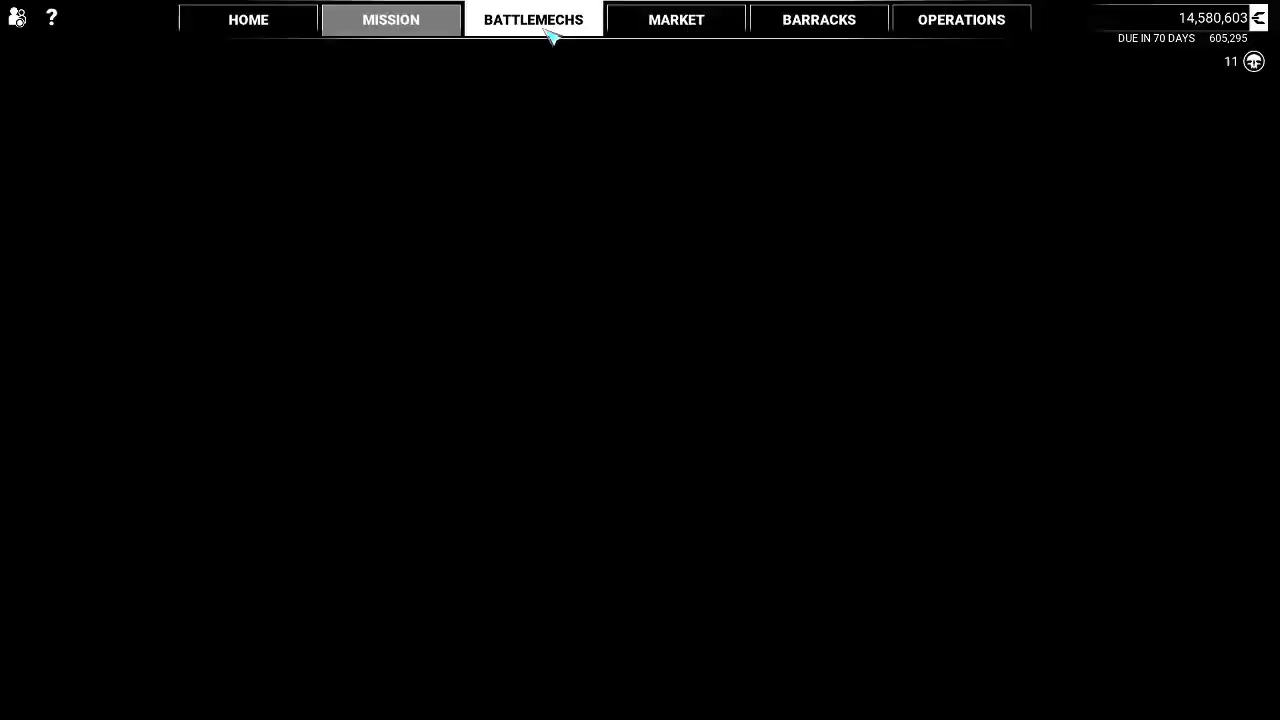 ?
HOME
MISSION
BATTLEMECHS
MARKET
BARRACKS
OPERATIONS
14,580,603
DUE IN 70 DAYS 605,295
11